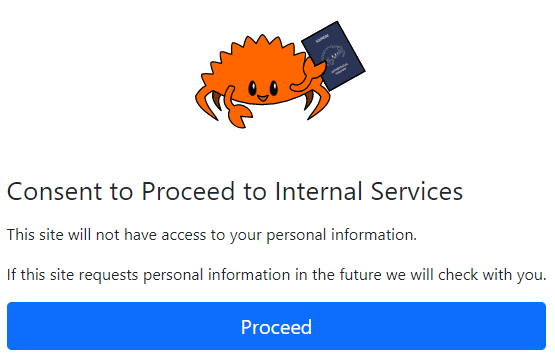 Consent to Proceed to Internal Services
This site will not have access to your personal information.
If this site requests personal information in the future we will check with you.
Proceed